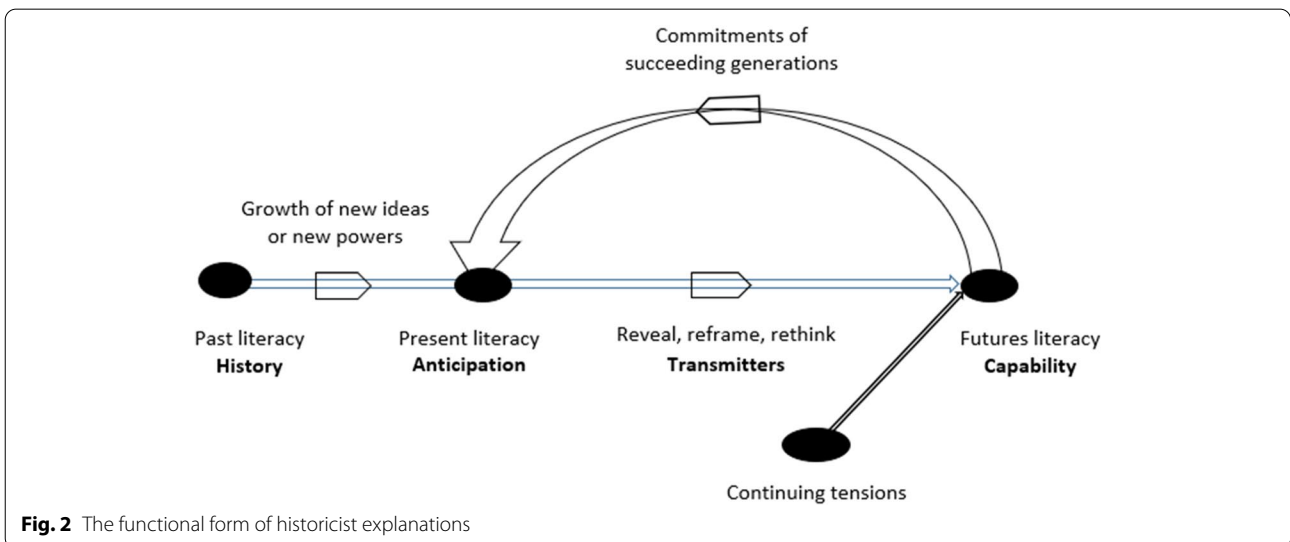 Commitments of
succeeding generations
Growth of new ideas
or new powers
Past literacy
History
Present literacy
Anticipation
Reveal, reframe, rethink
Transmitters
Futures literacy
Capability
Continuing tensions
Fig. 2 The functional form of historicist explanations